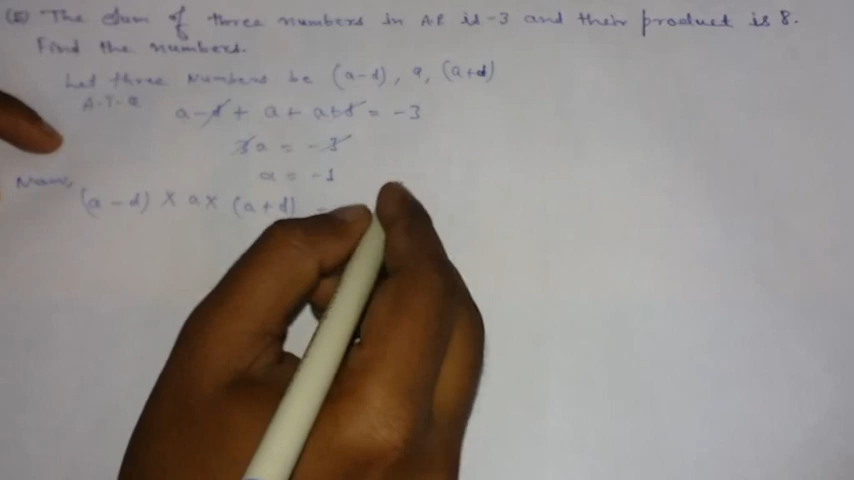 (5) The sum of three numbers in A.P is -3 and their product is 8.
Find the numbers.
Let three numbers be (a-d), a, (a+d)
A.T.Q
a-d + a + a+d = -3
3a = -3
a = -1
Now,
(a-d) X a X (a+d) =